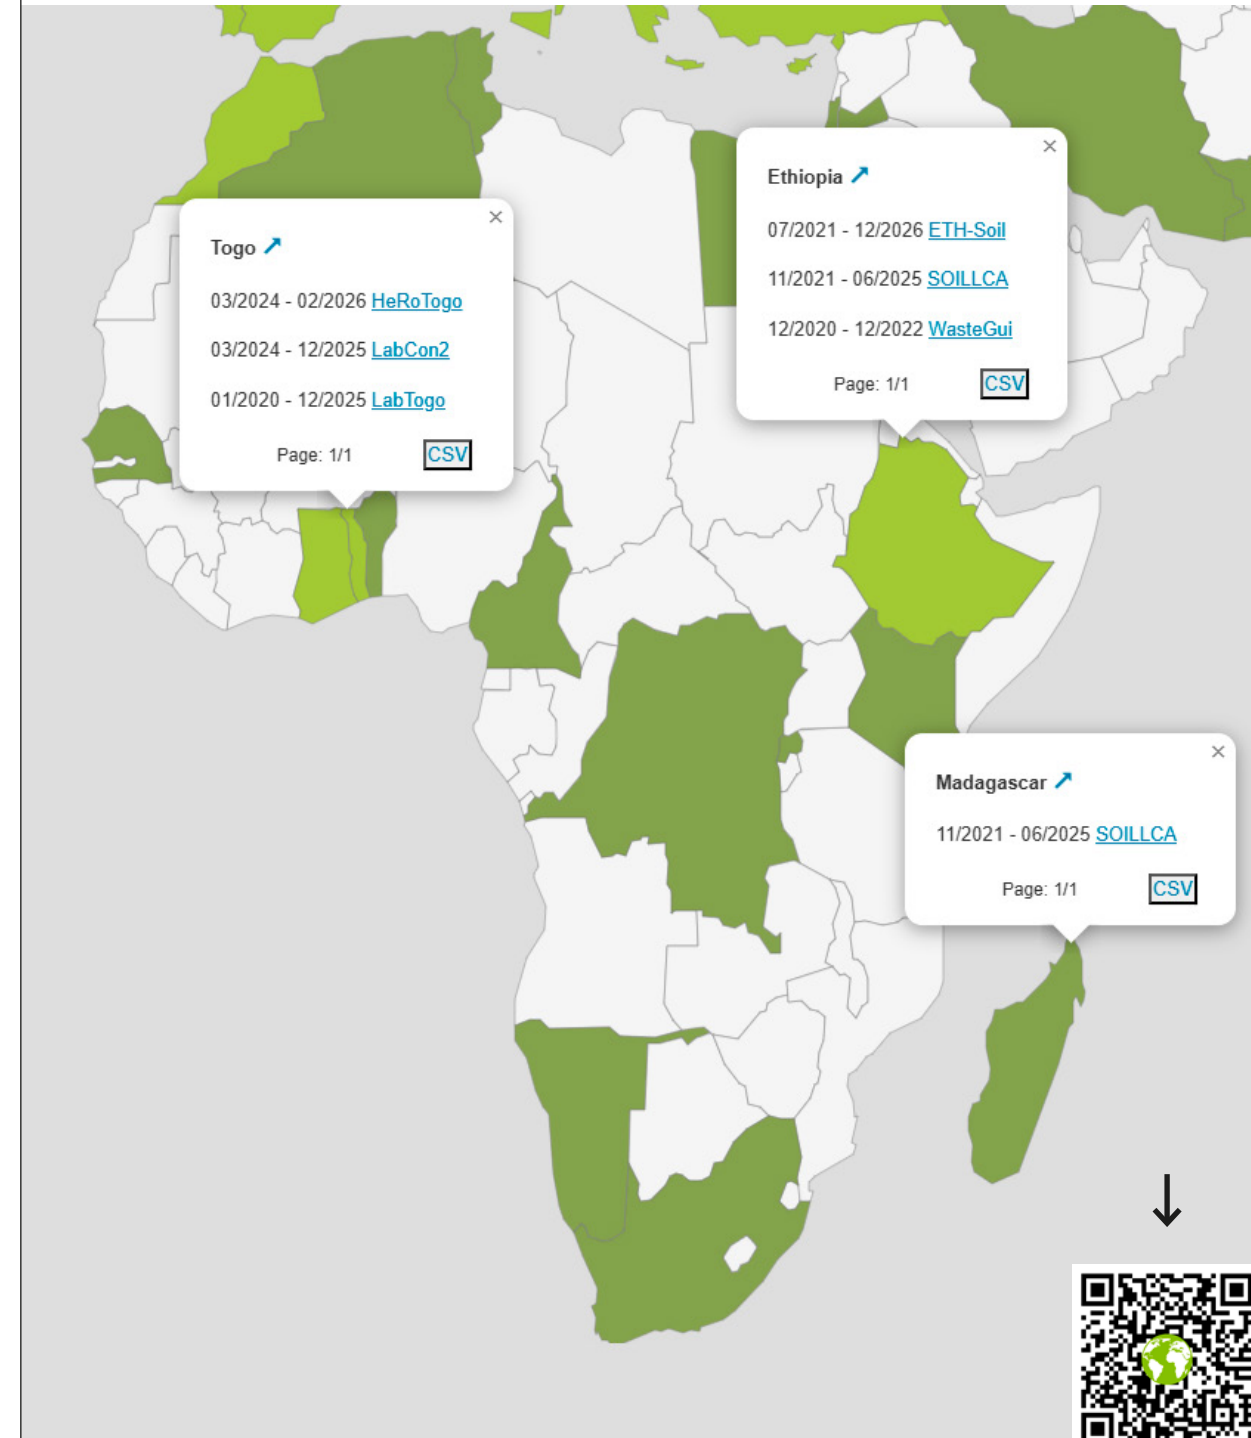 Ethiopia
07/2021 - 12/2026 ETH-Soil
11/2021 - 06/2025 SOILLCA
12/2020 - 12/2022 WasteGui
Page: 1/1 CSV
Togo
03/2024 - 02/2026 HeRoTogo
03/2024 - 12/2025 LabCon2
01/2020 - 12/2025 LabTogo
Page: 1/1 CSV
Madagascar
11/2021 - 06/2025 SOILLCA
Page: 1/1 CSV